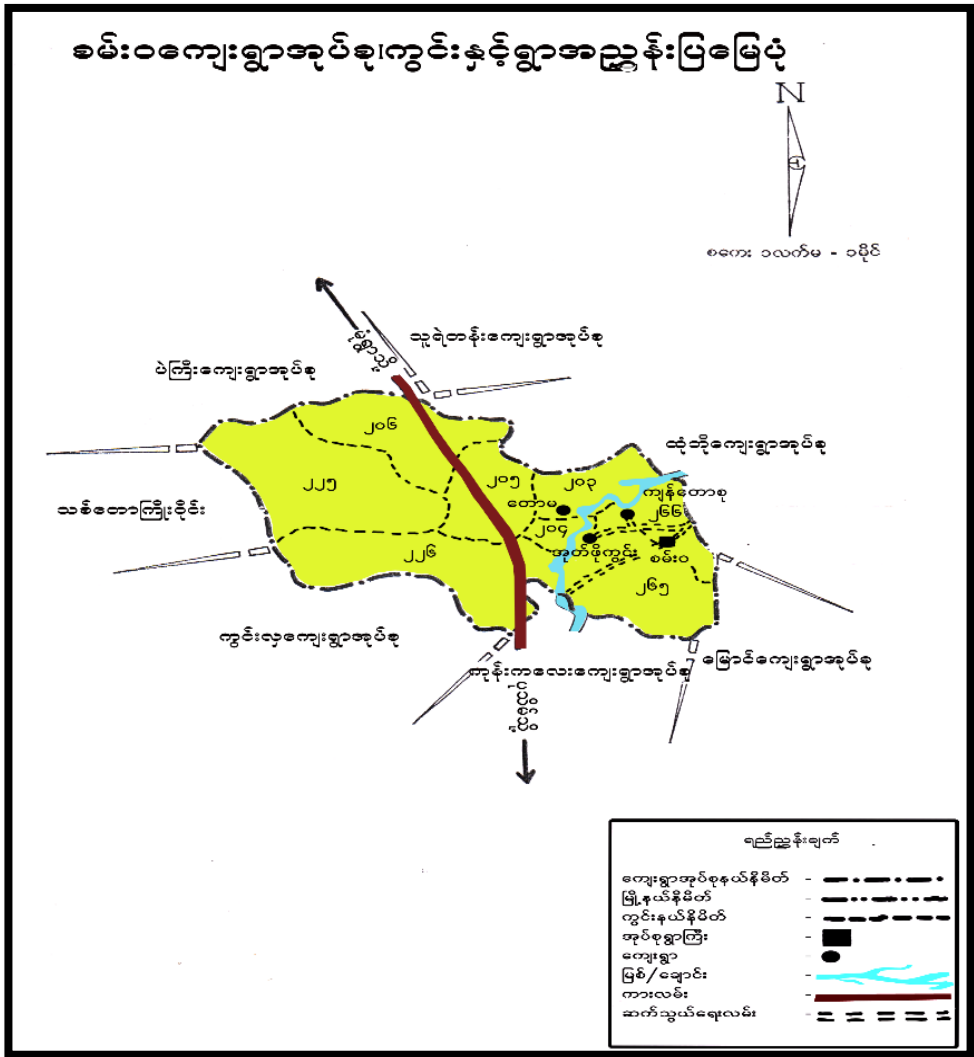 စမ်းဝကျေးရွာအုပ်စု၊ကွင်းနှင့်ရွာအညွှန်းပြမြေပုံ
N
စကေး ၁လက်မ - ၁မိုင်
မုံရွာသို့
သူရဲတန်းကျေးရွာအုပ်စု
ပဲကြီးကျေးရွာအုပ်စု
၂၀၆
ထုံဘိုကျေးရွာအုပ်စု
၂၂၅
၂၀၅
၂၀၃
ကျွန်တောစု
သစ်တောကြိုးဝိုင်း
တောမ
၂၆၆
၂၀၄
အုတ်ဖိုကွင်း
စမ်းဝ
၂၂၆
၂၆၅
ကွင်းလှကျေးရွာအုပ်စု
ကုန်းကလေးကျေးရွာအုပ်စု
မြောင်ကျေးရွာအုပ်စု
ရည်ညွှန်းချက်
ကျေးရွာအုပ်စုနယ်နိမိတ် -
မြို့နယ်နိမိတ် -
ကွင်းနယ်နိမိတ် -
အုပ်စုရွာကြီး -
ကျေးရွာ -
မြစ်/ချောင်း -
ကားလမ်း -
ဆက်သွယ်ရေးလမ်း -